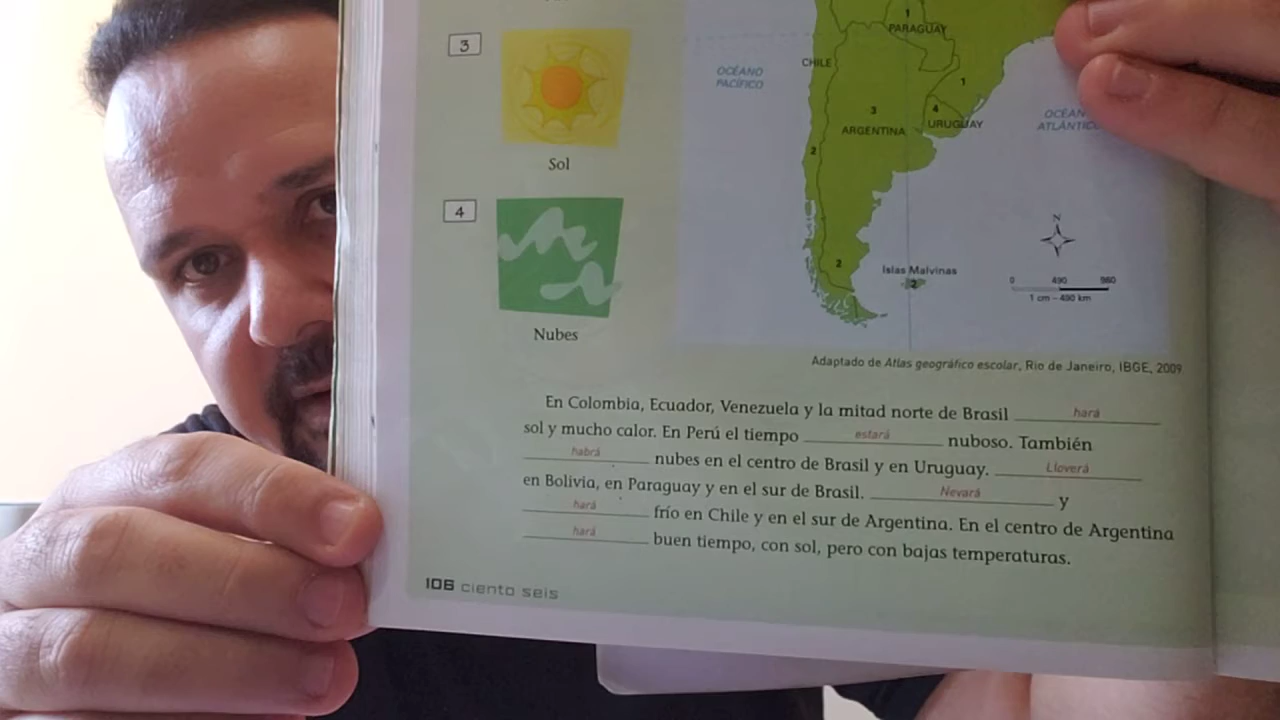 3
Sol
4
Nubes
1
PARAGUAY
CHILE
OCÉANO
PACÍFICO
1
3
4
ARGENTINA
URUGUAY
2
2
Islas Malvinas
2
N
0 490 980
1 cm – 490 km
Adaptado de Atlas geográfico escolar, Rio de Janeiro, IBGE, 2009
En Colombia, Ecuador, Venezuela y la mitad norte de Brasil hará
sol y mucho calor. En Perú el tiempo estará nuboso. También
habrá nubes en el centro de Brasil y en Uruguay. Lloverá
en Bolivia, en Paraguay y en el sur de Brasil. Nevará y
hará frío en Chile y en el sur de Argentina. En el centro de Argentina
hará buen tiempo, con sol, pero con bajas temperaturas.
106 ciento seis